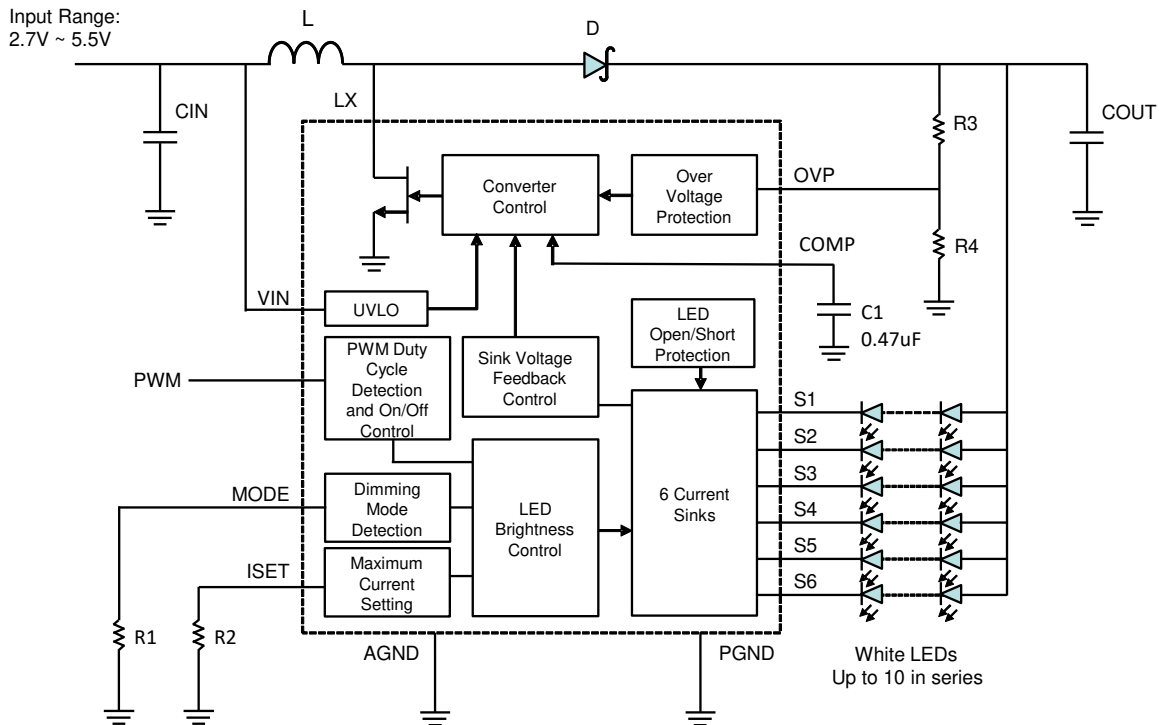 Input Range:
2.7V ~ 5.5V
L
D
CIN
LX
R3
COUT
Converter
Control
Over
Voltage
Protection
OVP
COMP
R4
VIN
UVLO
LED
Open/Short
Protection
C1
0.47uF
PWM
PWM Duty
Cycle
Detection
and On/Off
Control
Sink Voltage
Feedback
Control
S1
S2
S3
S4
S5
S6
MODE
Dimming
Mode
Detection
LED
Brightness
Control
6 Current
Sinks
ISET
Maximum
Current
Setting
R1
R2
AGND
PGND
White LEDs
Up to 10 in series